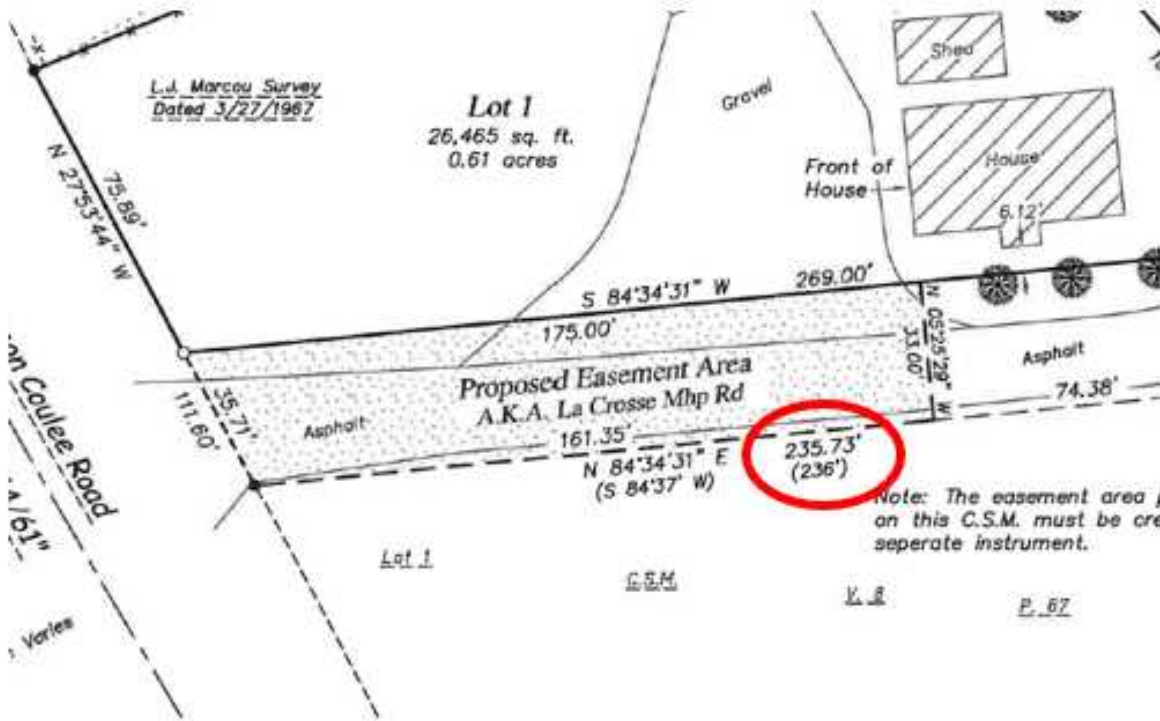 L.J. Marcou Survey
Dated 3/27/1967
Lot 1
26,465 sq. ft.
0.61 acres
Gravel
Shed
House
Front of
House
6.12'
75.89'
N 27°53'44" W
S 84°34'31" W
269.00'
175.00'
N 05°25'29" W
33.00'
Proposed Easement Area
A.K.A. La Crosse Mhp Rd
Asphalt
Asphalt
74.38'
35.71'
111.60'
161.35'
N 84°34'31" E
(S 84°37' W)
235.73'
(236')
on Coulee Road
/61"
Varies
Note: The easement area
on this C.S.M. must be cre
seperate instrument.
Lot 1
C.S.M.
V. 8
P. 67